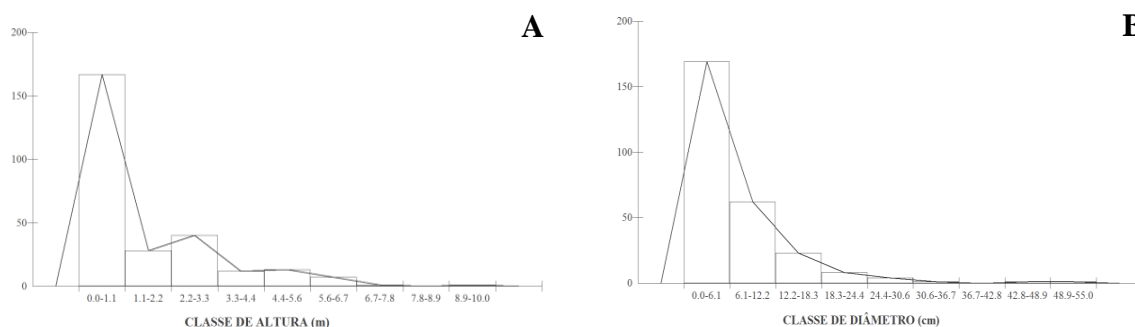 A
200
150
100
50
0
0.0-1.1 1.1-2.2 2.2-3.3 3.3-4.4 4.4-5.6 5.6-6.7 6.7-7.8 7.8-8.9 8.9-10.0
CLASSE DE ALTURA (m)
B
200
150
100
50
0
0.0-6.1 6.1-12.2 12.2-18.3 18.3-24.4 24.4-30.6 30.6-36.7 36.7-42.8 42.8-48.9 48.9-55.0
CLASSE DE DIÂMETRO (cm)